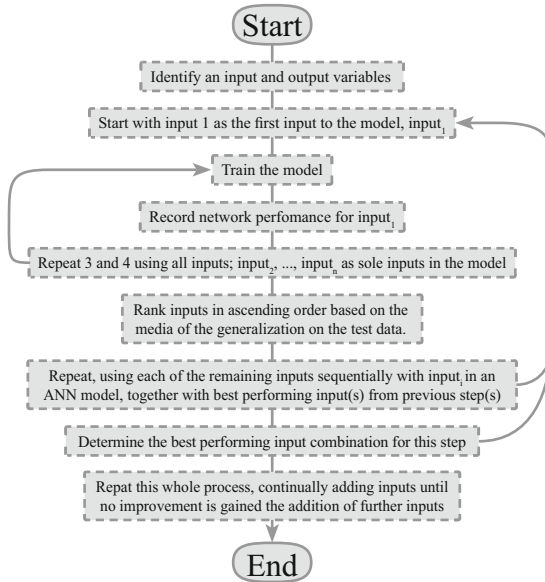 Start
Identify an input and output variables
Start with input 1 as the first input to the model, input₁
Train the model
Record network perfomance for input₁
Repeat 3 and 4 using all inputs; input₂, ..., inputₙ as sole inputs in the model
Rank inputs in ascending order based on the
media of the generalization on the test data.
Repeat, using each of the remaining inputs sequentially with input₁ in an
ANN model, together with best performing input(s) from previous step(s)
Determine the best performing input combination for this step
Repat this whole process, continually adding inputs until
no improvement is gained the addition of further inputs
End